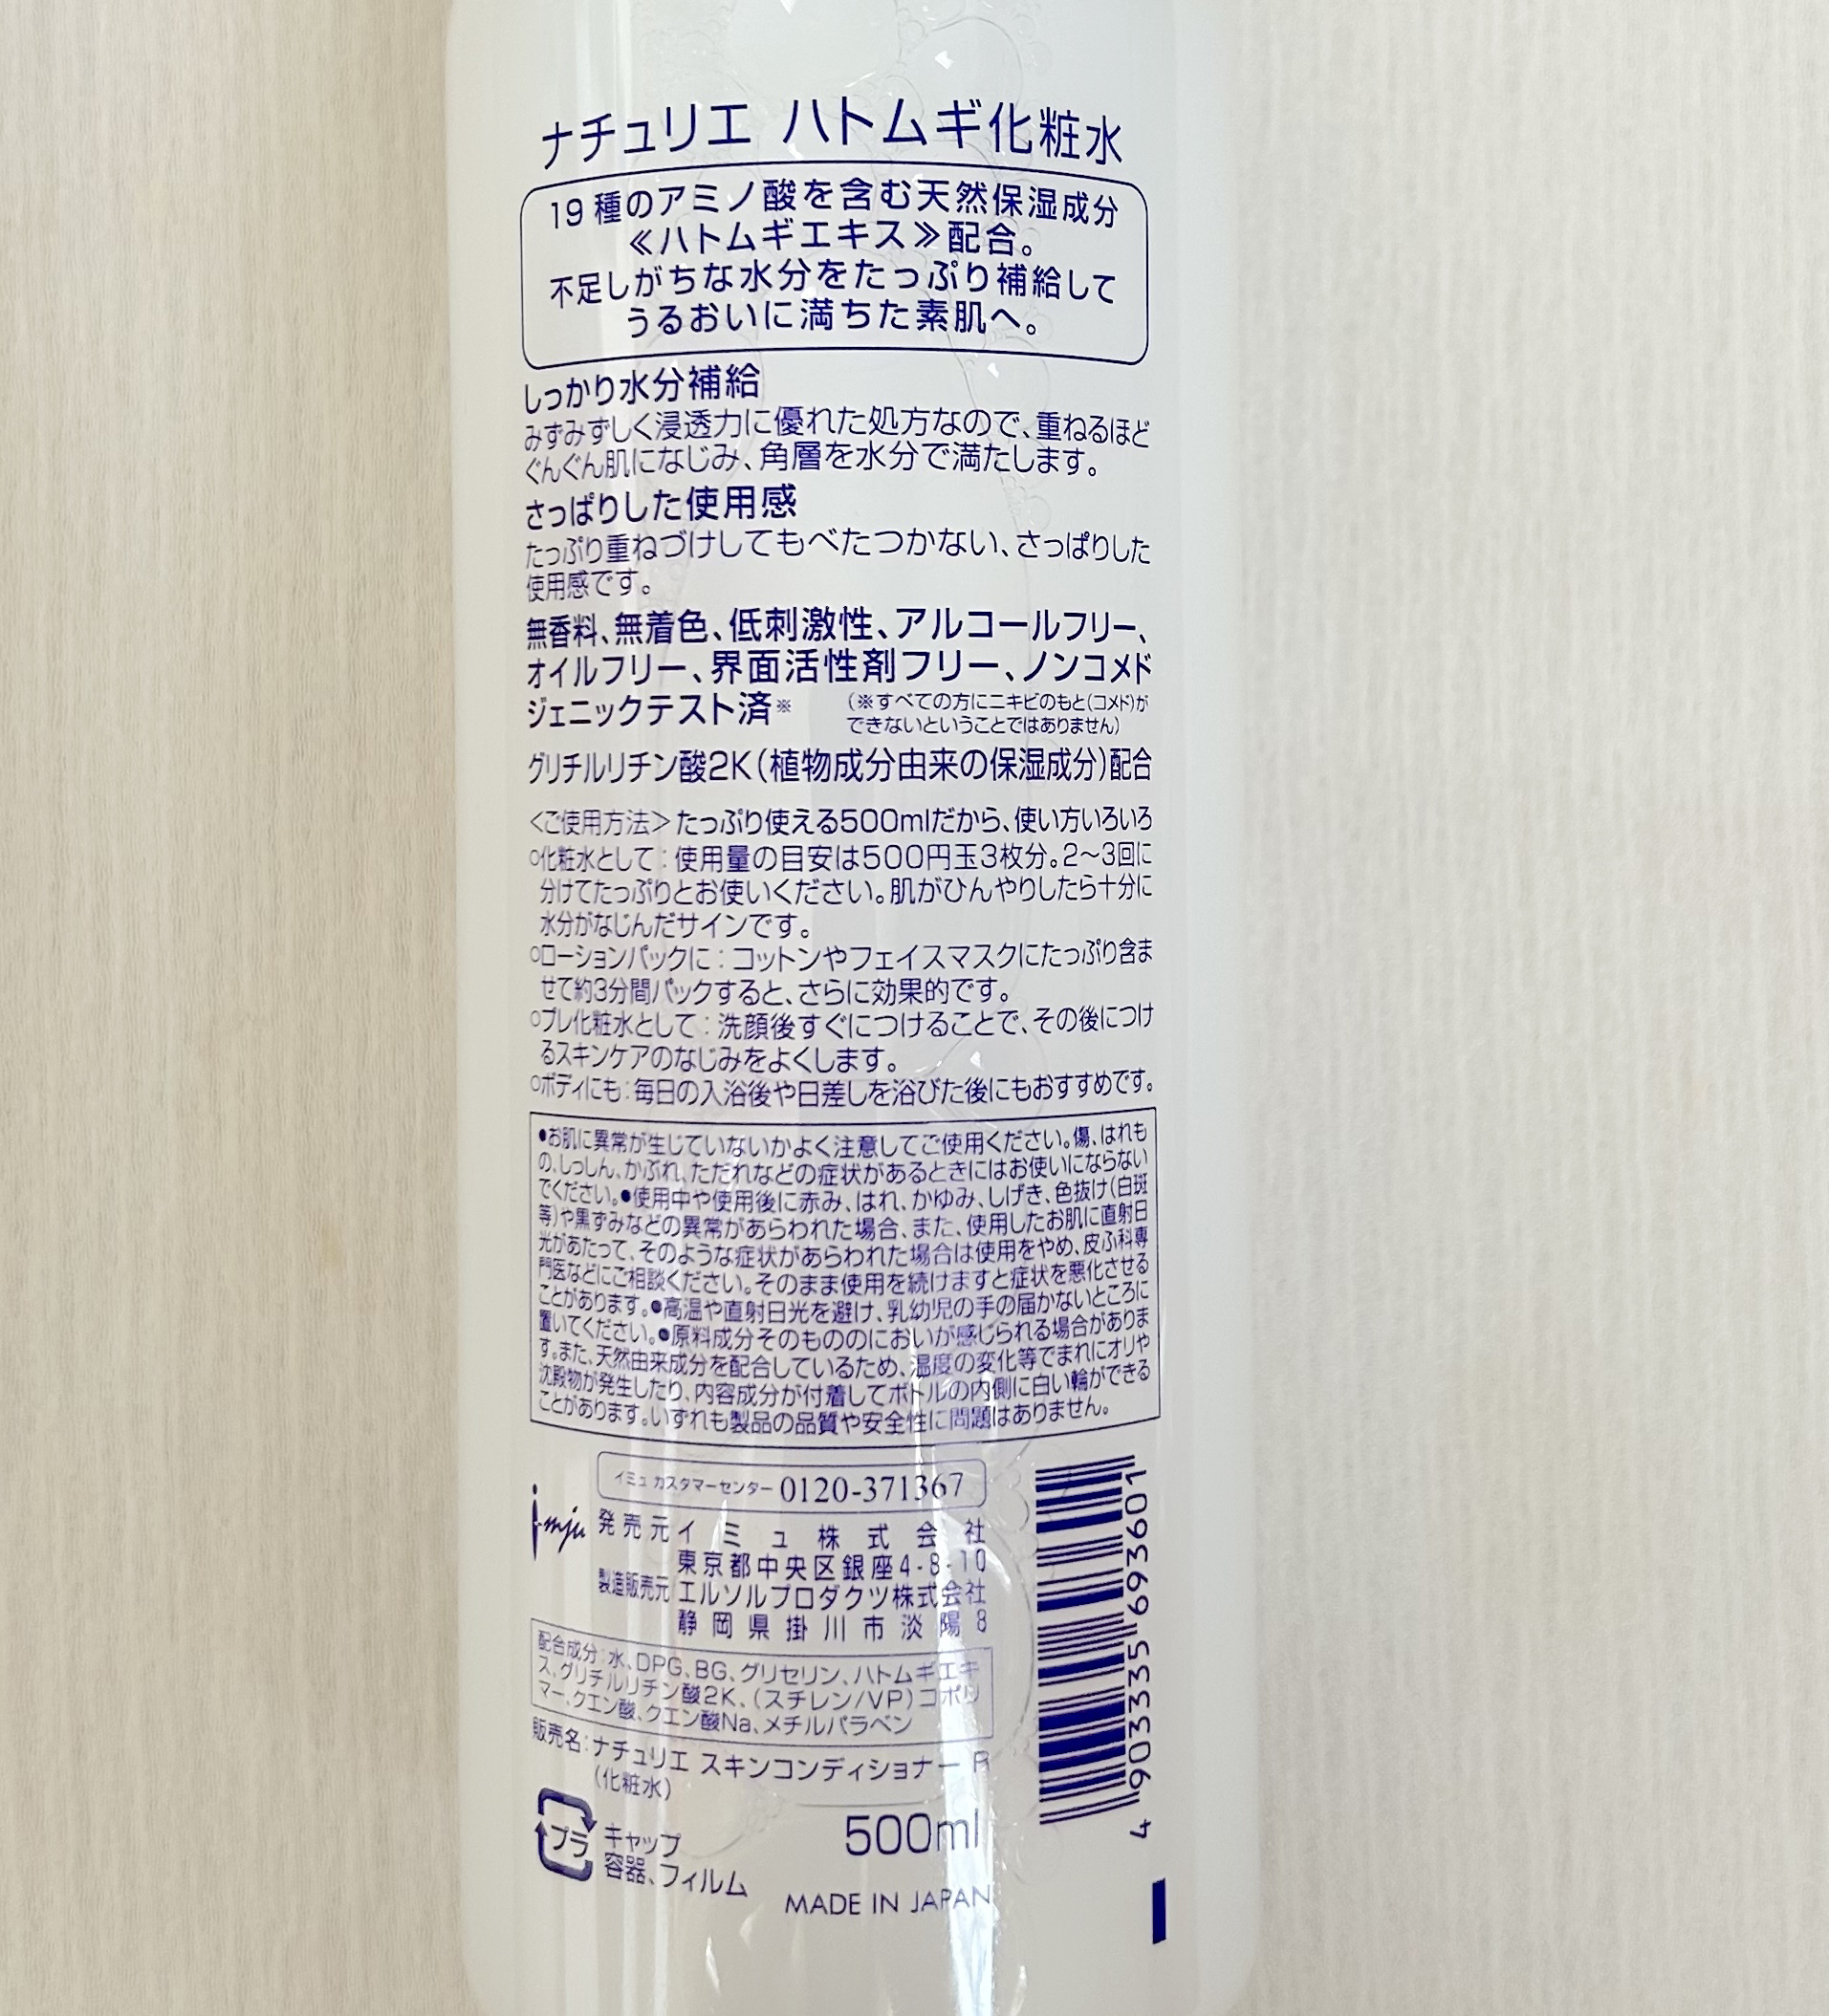 ナチュリエ ハトムギ化粧水
19種のアミノ酸を含む天然保湿成分
≪ハトムギエキス≫配合。
不足しがちな水分をたっぷり補給して
うるおいに満ちた素肌へ。
しっかり水分補給
みずみずしく浸透力に優れた処方なので、重ねるほど
ぐんぐん肌になじみ、角層を水分で満たします。
さっぱりした使用感
たっぷり重ねづけしてもべたつかない、さっぱりした
使用感です。
無香料、無着色、低刺激性、アルコールフリー、
オイルフリー、界面活性剤フリー、ノンコメド
ジェニックテスト済※
(※すべての方にニキビのもと(コメド)が
できないということではありません)
グリチルリチン酸2K(植物成分由来の保湿成分)配合
<ご使用方法>たっぷり使える500mlだから、使い方いろいろ
○化粧水として:使用量の目安は500円玉3枚分。2〜3回に
分けてたっぷりとお使いください。肌がひんやりしたら十分に
水分がなじんだサインです。
○ローションパックに:コットンやフェイスマスクにたっぷり含ま
せて約3分間パックすると、さらに効果的です。
○プレ化粧水として:洗顔後すぐにつけることで、その後につけ
るスキンケアのなじみをよくします。
○ボディにも:毎日の入浴後や日差しを浴びた後にもおすすめです。
●お肌に異常が生じていないかよく注意してご使用ください。傷、はれも
の、しっしん、かぶれ、ただれなどの症状があるときにはお使いにならない
でください。●使用中や使用後に赤み、はれ、かゆみ、しげき、色抜け(白斑
等)や黒ずみなどの異常があらわれた場合、また、使用したお肌に直射日
光があたって、そのような症状があらわれた場合は使用をやめ、皮ふ科専
門医などにご相談ください。そのまま使用を続けますと症状を悪化させる
ことがあります。●高温や直射日光を避け、乳幼児の手の届かないところに
置いてください。●原料成分そのもののにおいが感じられる場合がありま
す。また、天然由来成分を配合しているため、温度の変化等でまれにオリや
沈殿物が発生したり、内容成分が付着してボトルの内側に白い輪ができる
ことがあります。いずれも製品の品質や安全性に問題はありません。
イミュ カスタマーセンター 0120-371367
i-mju
発売元 イミュ株式会社
東京都中央区銀座4-8-10
製造販売元 エルソルプロダクツ株式会社
静岡県掛川市淡陽8
配合成分:水、DPG、BG、グリセリン、ハトムギエキ
ス、グリチルリチン酸2K、(スチレン/VP)コポリ
マー、クエン酸、クエン酸Na、メチルパラベン
販売名:ナチュリエ スキンコンディショナー R
(化粧水)
プラ
キャップ
容器、フィルム
500ml
MADE IN JAPAN
4 903335 693601